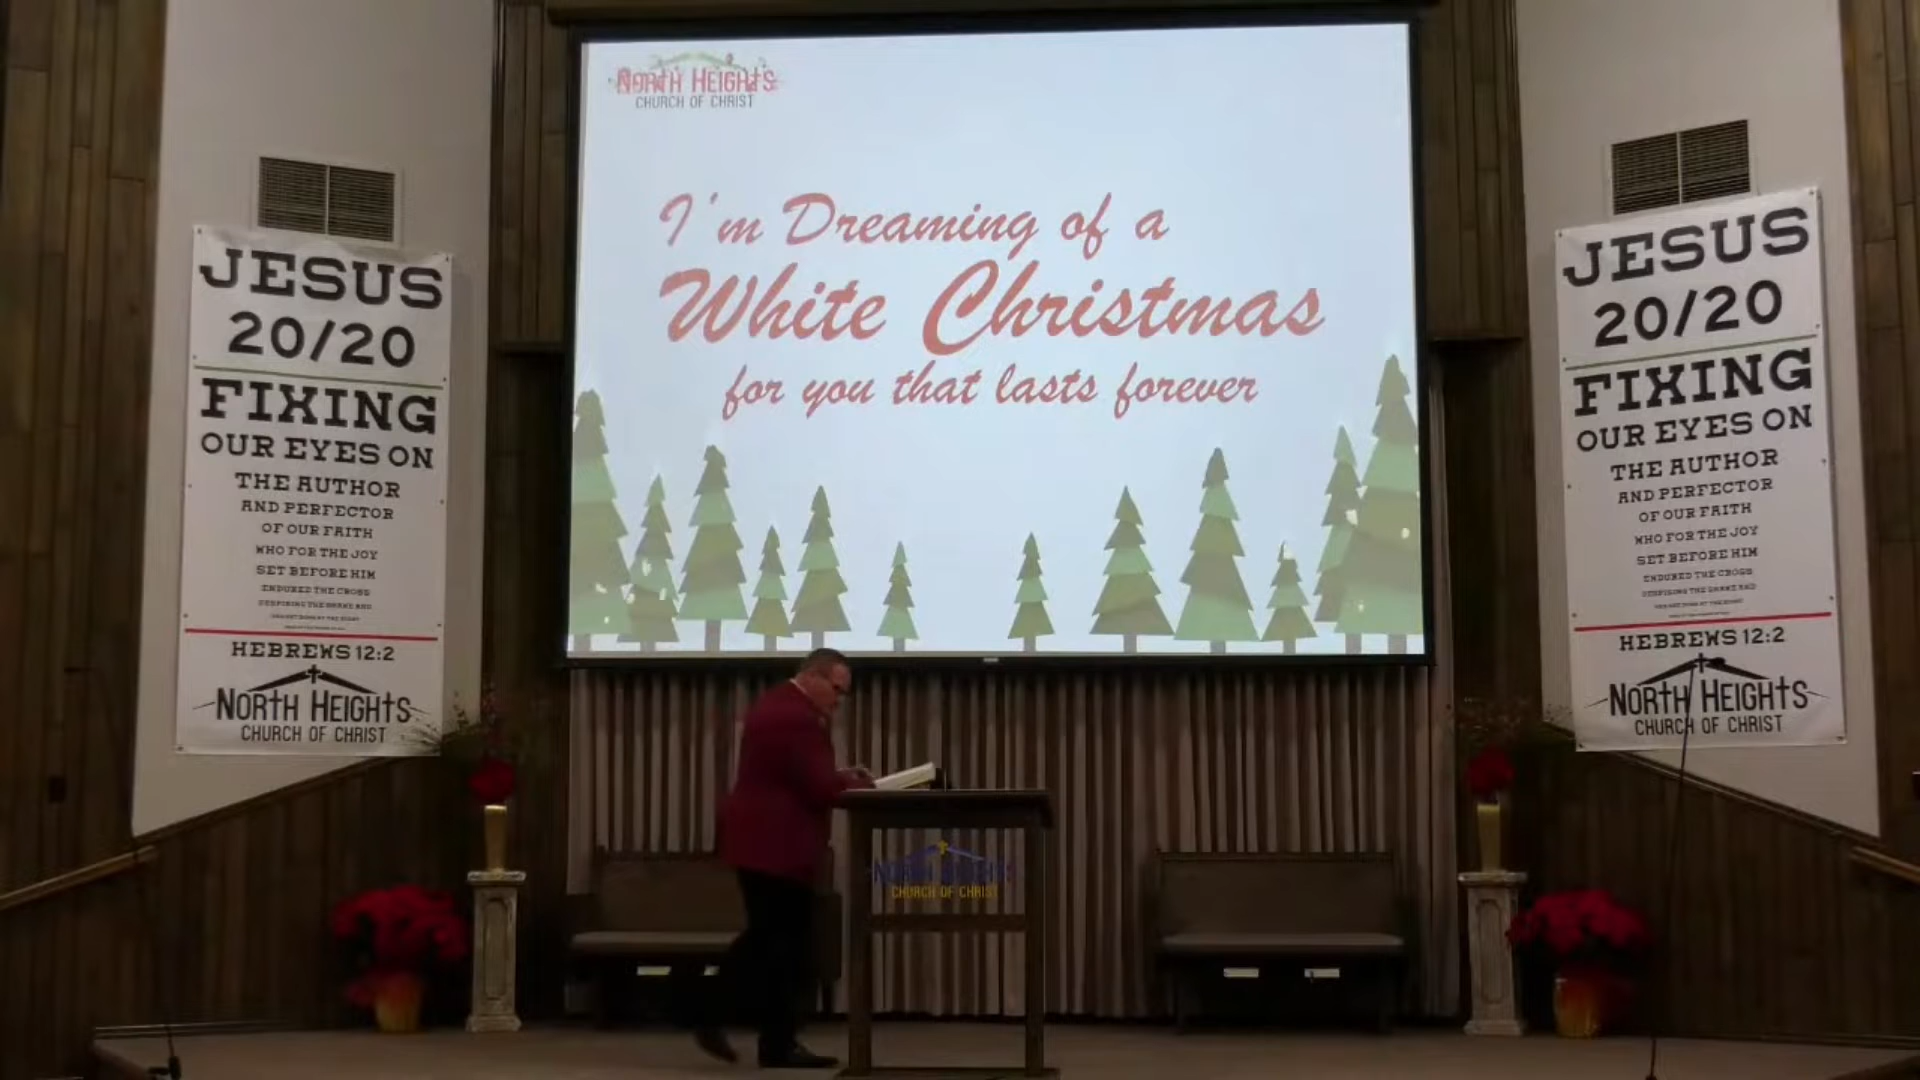 NORTH HEIGHTS
CHURCH OF CHRIST
I'm Dreaming of a
White Christmas
for you that lasts forever
JESUS
20/20
FIXING
OUR EYES ON
THE AUTHOR
AND PERFECTOR
OF OUR FAITH
WHO FOR THE JOY
SET BEFORE HIM
ENDURED THE CROSS
HEBREWS 12:2
NORTH HEIGHTS
CHURCH OF CHRIST
JESUS
20/20
FIXING
OUR EYES ON
THE AUTHOR
AND PERFECTOR
OF OUR FAITH
WHO FOR THE JOY
SET BEFORE HIM
ENDURED THE CROSS
HEBREWS 12:2
NORTH HEIGHTS
CHURCH OF CHRIST
NORTH HEIGHTS
CHURCH OF CHRIST